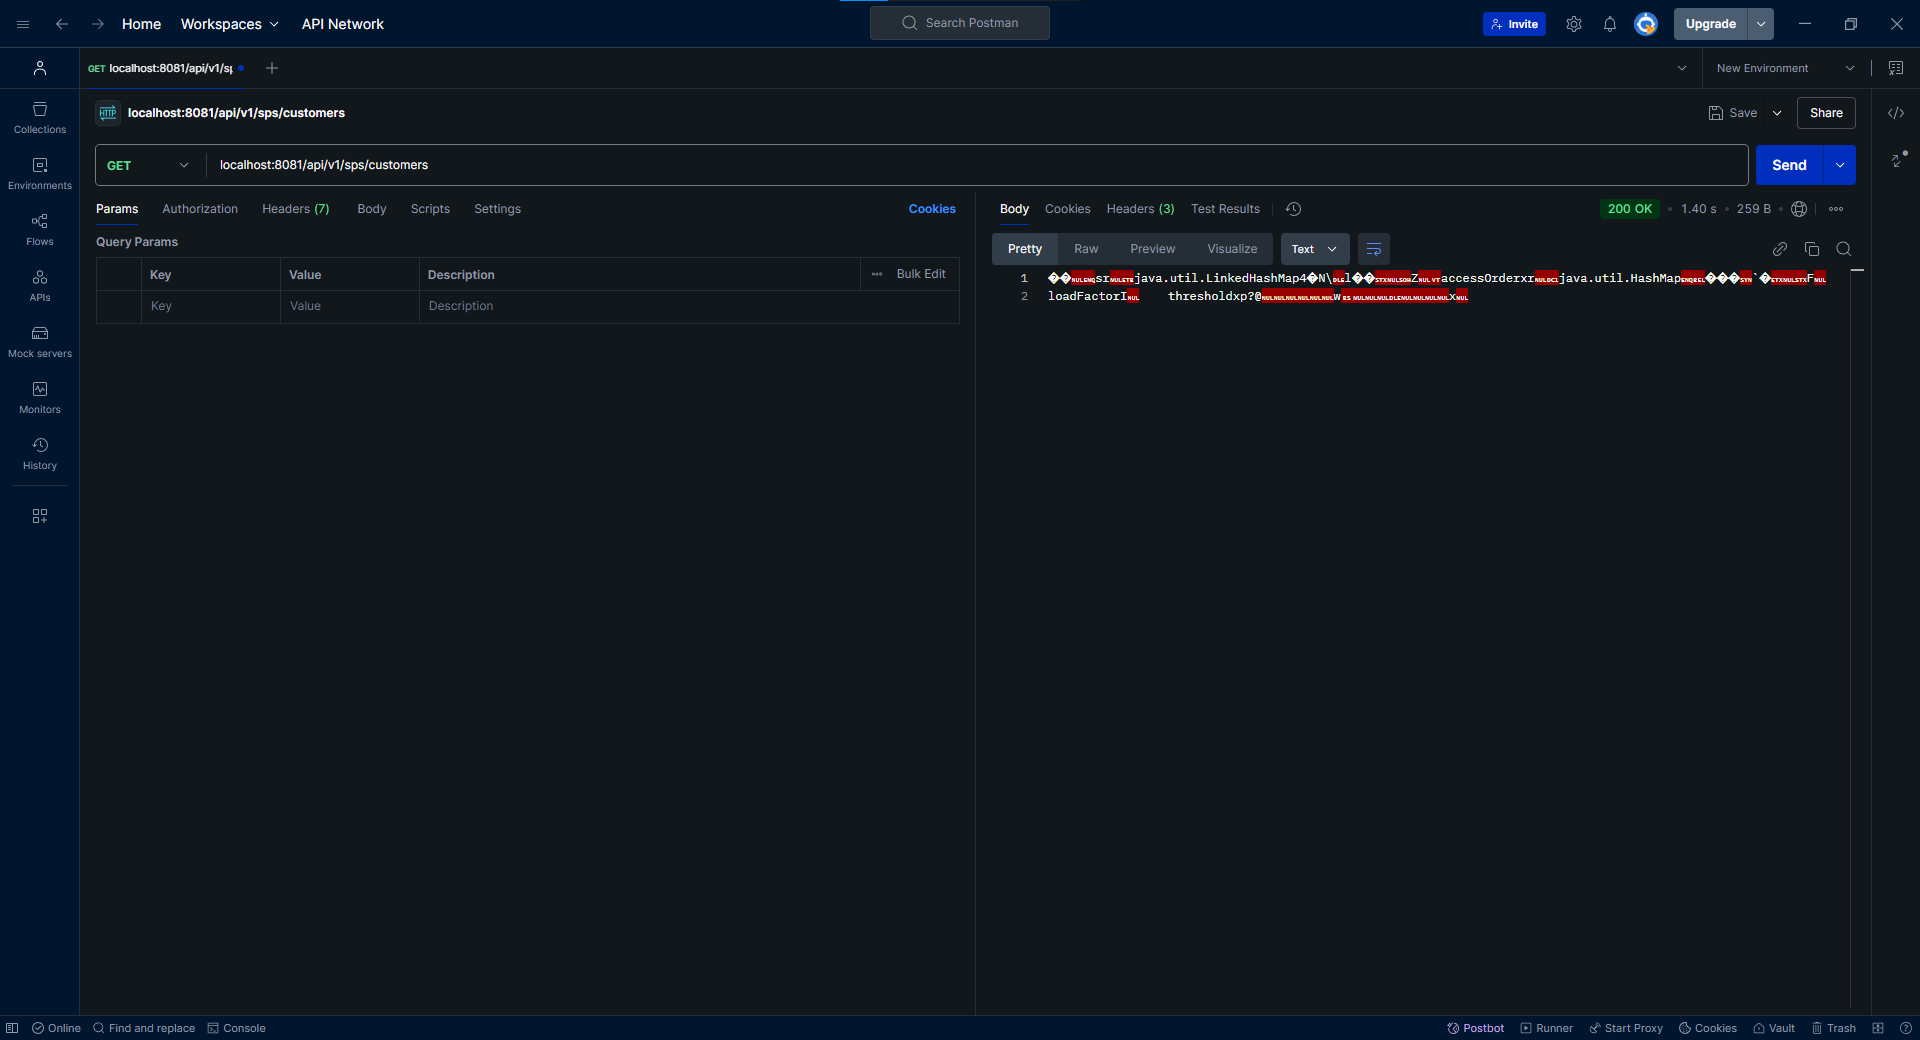 Home Workspaces API Network
Search Postman
Invite
Upgrade
GET localhost:8081/api/v1/s
New Environment
HTTP localhost:8081/api/v1/sps/customers
Save
Share
GET localhost:8081/api/v1/sps/customers
Send
Collections
Environments
Flows
APIs
Mock servers
Monitors
History
Params Authorization Headers (7) Body Scripts Settings Cookies
Query Params
Key Value Description Bulk Edit
Key Value Description
Body Cookies Headers (3) Test Results
200 OK • 1.40 s • 259 B •
Pretty Raw Preview Visualize Text
1 ��NULENQsrNULETBjava.util.LinkedHashMap4�N\DLEl��STXNULSOHZNULVTaccessOrderxrNULDC1java.util.HashMapENQBEL���SYN`�ETXNULSTXFNUL
2 loadFactorINUL thresholdxp?@NULNULNULNULNULNULwBSNULNULNULDLENULNULNULNULxNUL
Online Find and replace Console
Postbot Runner Start Proxy Cookies Vault Trash